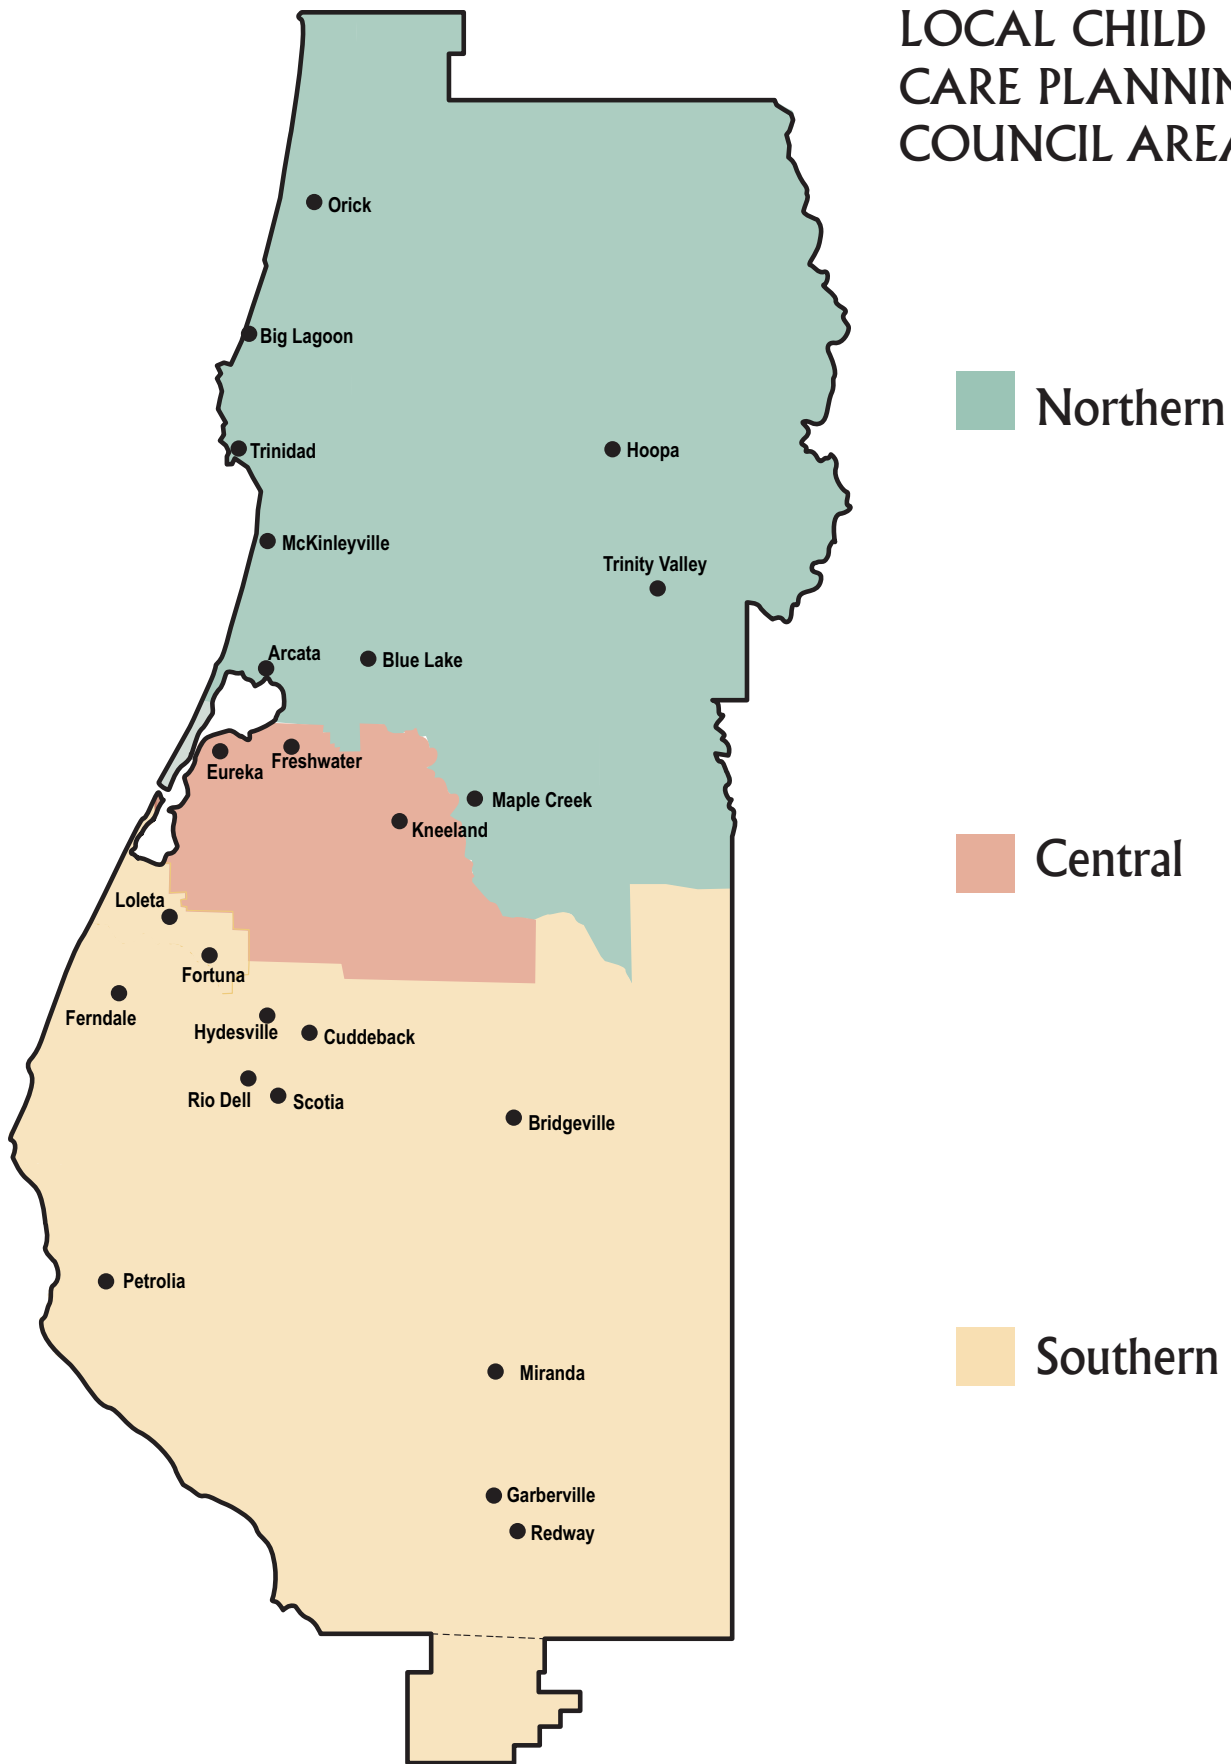 LOCAL CHILD
CARE PLANNIN
COUNCIL AREA
Orick
Big Lagoon
Northern
Trinidad
Hoopa
McKinleyville
Trinity Valley
Arcata
Blue Lake
Freshwater
Eureka
Maple Creek
Kneeland
Central
Loleta
Fortuna
Ferndale
Hydesville
Cuddeback
Rio Dell
Scotia
Bridgeville
Petrolia
Southern
Miranda
Garberville
Redway